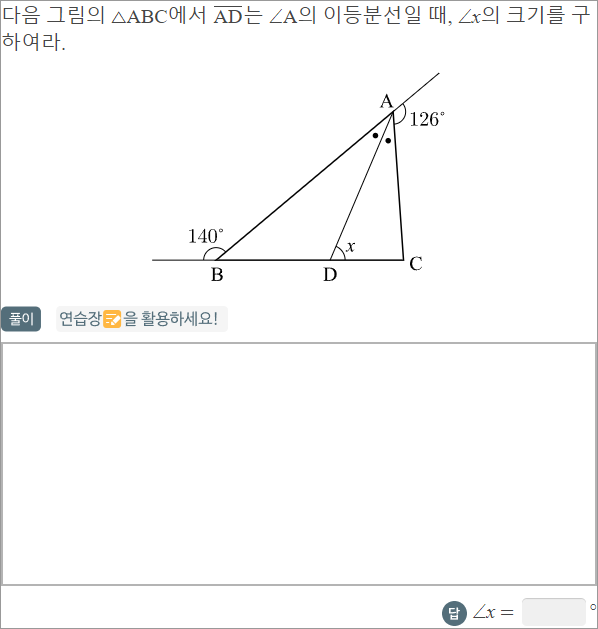 다음 그림의 △ABC에서 A͞D͞는 ∠A의 이등분선일 때, ∠x의 크기를 구
하여라.
A
126°
140°
x
B
D
C
풀이 연습장을 활용하세요!
답 ∠x = °